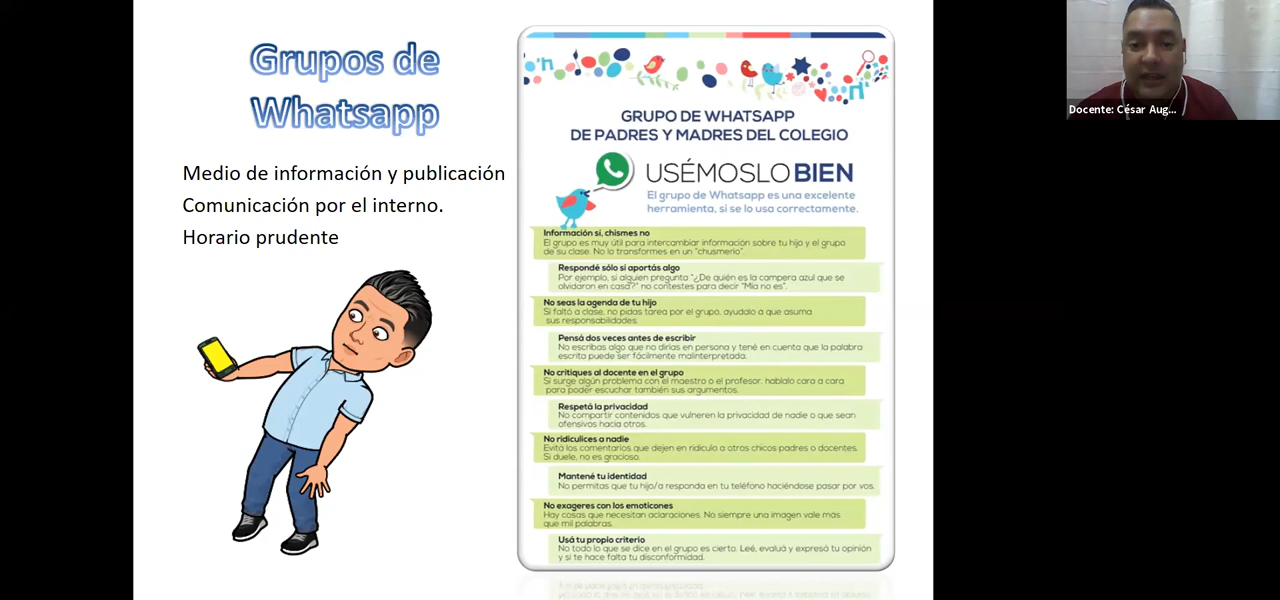 Grupos de
Whatsapp
Medio de información y publicación
Comunicación por el interno.
Horario prudente
GRUPO DE WHATSAPP
DE PADRES Y MADRES DEL COLEGIO
USÉMOSLO BIEN
El grupo de Whatsapp es una excelente
herramienta, si se lo usa correctamente.
Información sí, chismes no
El grupo es muy útil para intercambiar información sobre tu hijo y el grupo
de su clase. No lo transformes en un "chusmerio".
Respondé sólo si aportás algo
Por ejemplo, si alguien pregunta "¿De quién es la campera azul que se
olvidaron en casa?" no contestes para decir "Mía no es".
No seas la agenda de tu hijo
Si faltó a clase, no pidas tarea por el grupo, ayudalo a que asuma
sus responsabilidades.
Pensá dos veces antes de escribir
No escribas algo que no dirías en persona y tené en cuenta que la palabra
escrita puede ser fácilmente malinterpretada.
No critiques al docente en el grupo
Si surge algún problema con el maestro o el profesor, hablalo cara a cara
para poder escuchar también sus argumentos.
Respetá la privacidad
No compartir contenidos que vulneren la privacidad de nadie o que sean
ofensivos hacia otros.
No ridiculices a nadie
Evitá los comentarios que dejen en ridículo a otros chicos padres o docentes.
Si duele, no es gracioso.
Mantené tu identidad
No permitas que tu hijo/a responda en tu teléfono haciéndose pasar por vos.
No exageres con los emoticones
Hay cosas que necesitan aclaraciones. No siempre una imagen vale más
que mil palabras.
Usá tu propio criterio
No todo lo que se dice en el grupo es cierto. Leé, evaluá y expresá tu opinión
y si te hace falta tu disconformidad.
Docente: César Aug...